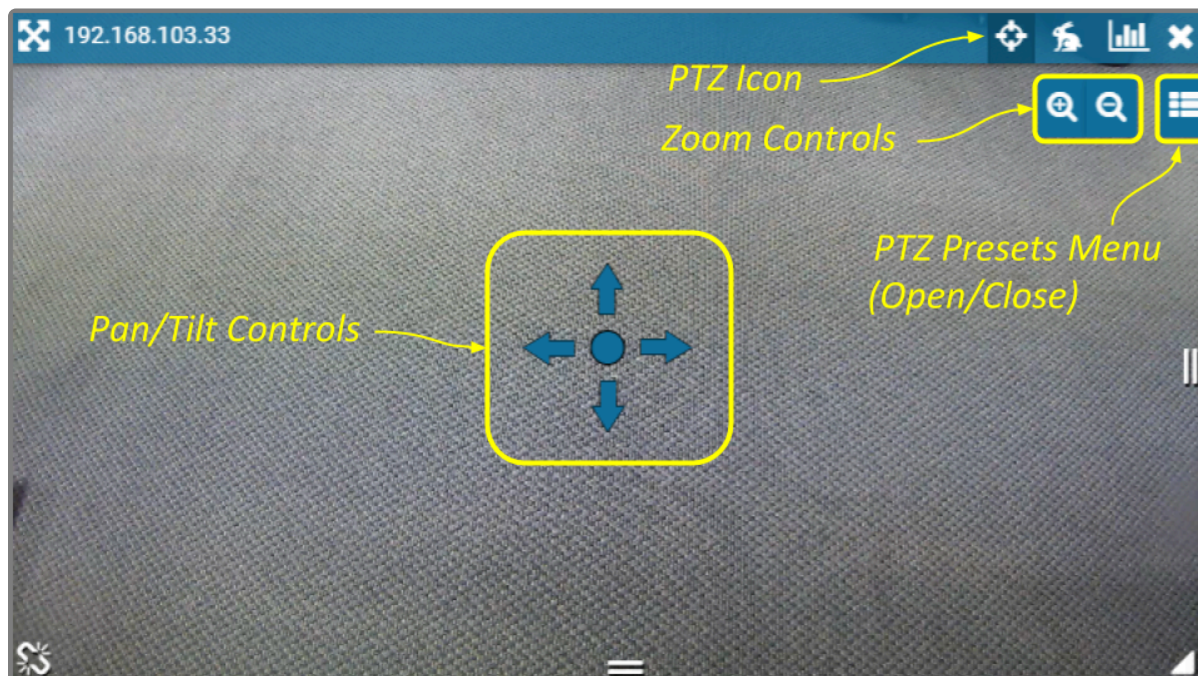 192.168.103.33
PTZ Icon
Zoom Controls
PTZ Presets Menu
(Open/Close)
Pan/Tilt Controls